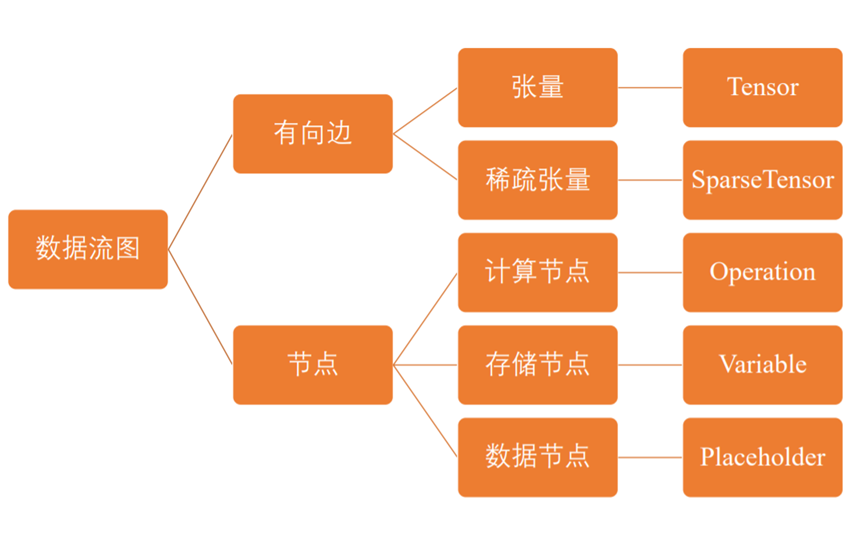 数据流图
有向边
张量
Tensor
稀疏张量
SparseTensor
节点
计算节点
Operation
存储节点
Variable
数据节点
Placeholder